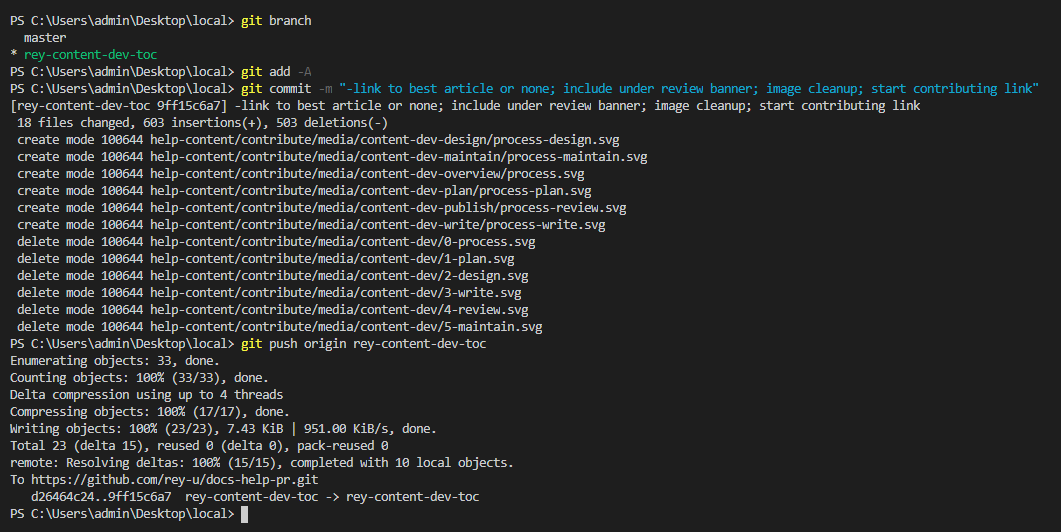 PS C:\Users\admin\Desktop\local> git branch
  master
* rey-content-dev-toc
PS C:\Users\admin\Desktop\local> git add -A
PS C:\Users\admin\Desktop\local> git commit -m "-link to best article or none; include under review banner; image cleanup; start contributing link"
[rey-content-dev-toc 9ff15c6a7] -link to best article or none; include under review banner; image cleanup; start contributing link
 18 files changed, 603 insertions(+), 503 deletions(-)
 create mode 100644 help-content/contribute/media/content-dev-design/process-design.svg
 create mode 100644 help-content/contribute/media/content-dev-maintain/process-maintain.svg
 create mode 100644 help-content/contribute/media/content-dev-overview/process.svg
 create mode 100644 help-content/contribute/media/content-dev-plan/process-plan.svg
 create mode 100644 help-content/contribute/media/content-dev-publish/process-review.svg
 create mode 100644 help-content/contribute/media/content-dev-write/process-write.svg
 delete mode 100644 help-content/contribute/media/content-dev/0-process.svg
 delete mode 100644 help-content/contribute/media/content-dev/1-plan.svg
 delete mode 100644 help-content/contribute/media/content-dev/2-design.svg
 delete mode 100644 help-content/contribute/media/content-dev/3-write.svg
 delete mode 100644 help-content/contribute/media/content-dev/4-review.svg
 delete mode 100644 help-content/contribute/media/content-dev/5-maintain.svg
PS C:\Users\admin\Desktop\local> git push origin rey-content-dev-toc
Enumerating objects: 33, done.
Counting objects: 100% (33/33), done.
Delta compression using up to 4 threads
Compressing objects: 100% (17/17), done.
Writing objects: 100% (23/23), 7.43 KiB | 951.00 KiB/s, done.
Total 23 (delta 15), reused 0 (delta 0), pack-reused 0
remote: Resolving deltas: 100% (15/15), completed with 10 local objects.
To https://github.com/rey-u/docs-help-pr.git
   d26464c24..9ff15c6a7  rey-content-dev-toc -> rey-content-dev-toc
PS C:\Users\admin\Desktop\local>